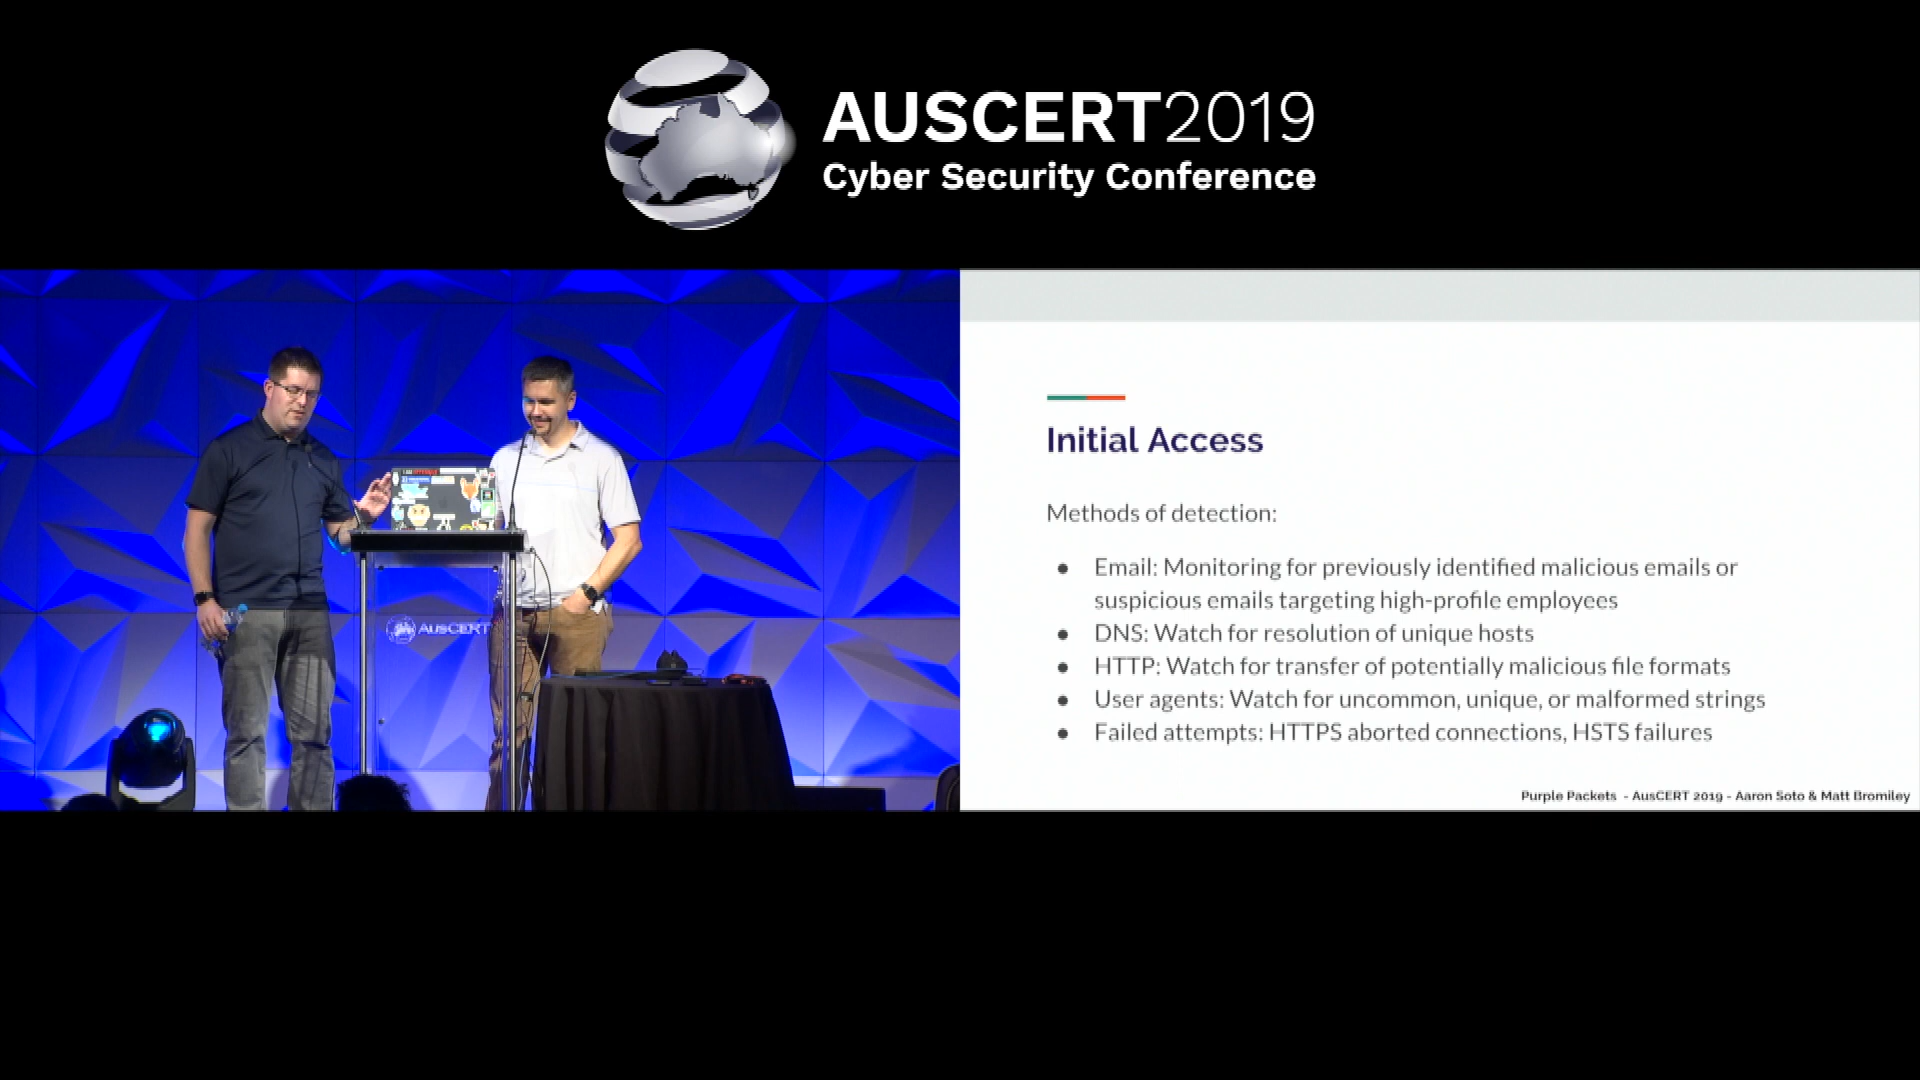 AUSCERT2019
Cyber Security Conference
AUSCERT
Initial Access
Methods of detection:
● Email: Monitoring for previously identified malicious emails or
suspicious emails targeting high-profile employees
● DNS: Watch for resolution of unique hosts
● HTTP: Watch for transfer of potentially malicious file formats
● User agents: Watch for uncommon, unique, or malformed strings
● Failed attempts: HTTPS aborted connections, HSTS failures
Purple Packets - AusCERT 2019 - Aaron Soto & Matt Bromiley